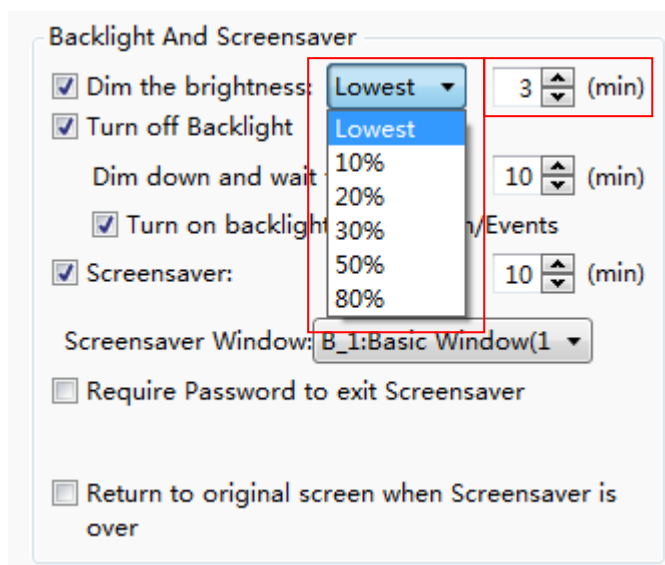 Backlight And Screensaver
Dim the brightness: Lowest 3 (min)
Turn off Backlight
Lowest
10%
Dim down and wait 10 (min)
20%
Turn on backligh /Events
30%
Screensaver: 10 (min)
50%
80%
Screensaver Window: B_1:Basic Window(1
Require Password to exit Screensaver
Return to original screen when Screensaver is
over